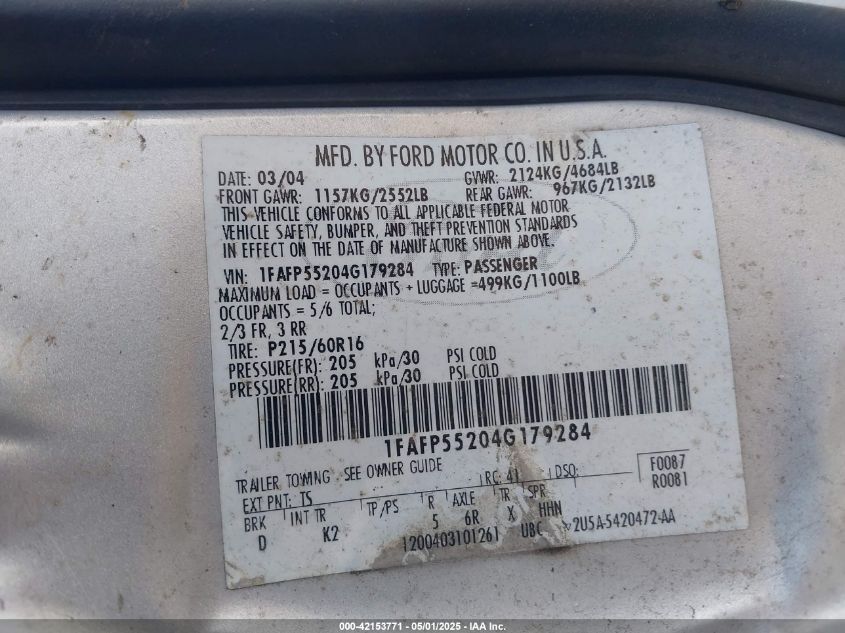 MFD. BY FORD MOTOR CO. IN U.S.A.
DATE: 03/04 GVWR: 2124KG/4684LB
FRONT GAWR: 1157KG/2552LB REAR GAWR: 967KG/2132LB
THIS VEHICLE CONFORMS TO ALL APPLICABLE FEDERAL MOTOR
VEHICLE SAFETY, BUMPER, AND THEFT PREVENTION STANDARDS
IN EFFECT ON THE DATE OF MANUFACTURE SHOWN ABOVE.
VIN: 1FAFP55204G179284 TYPE: PASSENGER
MAXIMUM LOAD = OCCUPANTS + LUGGAGE =499KG/1100LB
OCCUPANTS = 5/6 TOTAL;
2/3 FR, 3 RR
TIRE: P215/60R16
PRESSURE(FR): 205 kPa/30 PSI COLD
PRESSURE(RR): 205 kPa/30 PSI COLD
1FAFP55204G179284
TRAILER TOWING - SEE OWNER GUIDE
EXT PNT: TS RC: 41 DSO: F0087
R0081
BRK INT TR TP/PS R AXLE TR SPR
D K2 5 6R X HHN
1200403101261 UBC 2U5A-5420472-AA
000-42153771 - 05/01/2025 - IAA Inc.